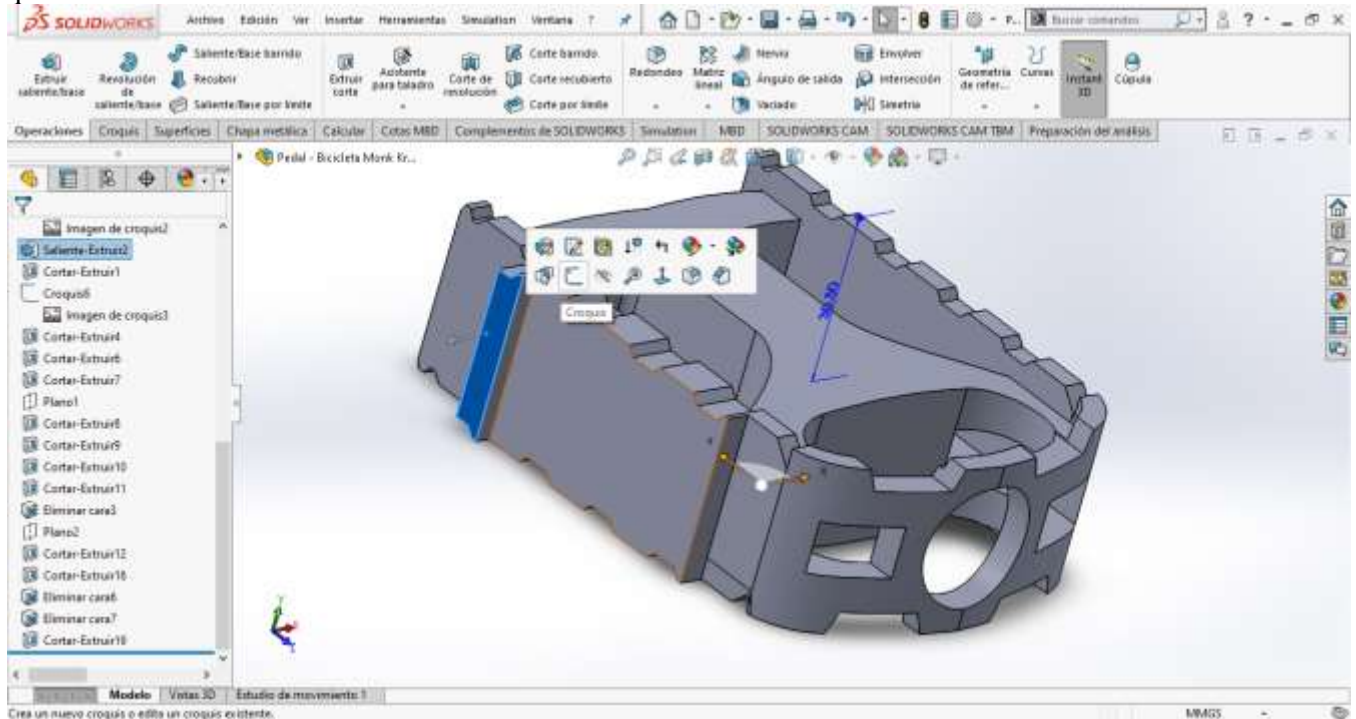 SOLIDWORKS
Archivo Edición Ver Insertar Herramientas Simulation Ventana ?
Buscar comandos
Extruir saliente/base
Revolución de saliente/base
Saliente/Base barrido
Recubrir
Saliente/Base por límite
Extruir corte
Asistente para taladro
Corte de revolución
Corte barrido
Corte recubierto
Corte por límite
Redondeo
Matriz lineal
Nervio
Ángulo de salida
Vaciado
Envolver
Intersección
Simetría
Geometría de refer...
Curvas
Instant 3D
Cúpula
Operaciones Croquis Superficies Chapa metálica Calcular Cotas MBD Complementos de SOLIDWORKS Simulation MBD SOLIDWORKS CAM SOLIDWORKS CAM TBM Preparación del análisis
Pedal - Bicicleta Monk Kr...
Imagen de croquis2
Saliente-Extruir2
Cortar-Extruir1
Croquis6
Imagen de croquis3
Cortar-Extruir4
Cortar-Extruir6
Cortar-Extruir7
Plano1
Cortar-Extruir8
Cortar-Extruir9
Cortar-Extruir10
Cortar-Extruir11
Eliminar cara3
Plano2
Cortar-Extruir12
Cortar-Extruir18
Eliminar cara6
Eliminar cara7
Cortar-Extruir19
Croquis
Modelo Vistas 3D Estudio de movimiento 1
Crea un nuevo croquis o edita un croquis existente.
MMGS